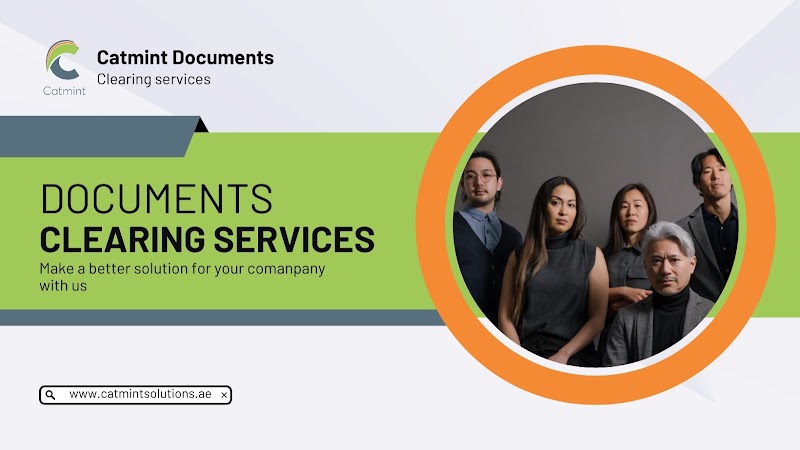 Catmint Documents
Clearing services
Catmint
DOCUMENTS
CLEARING SERVICES
Make a better solution for your comanpany
with us
www.catmintsolutions.ae ×